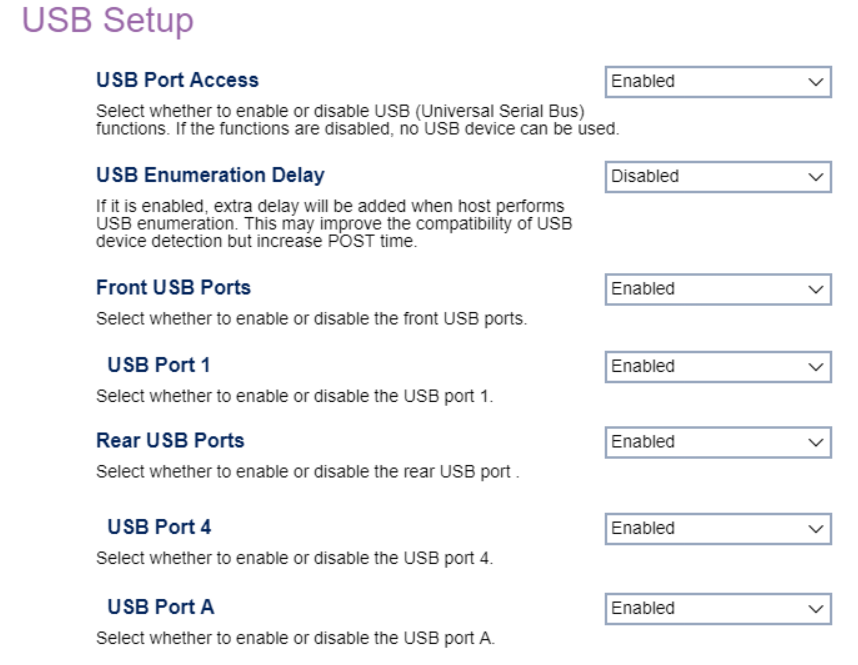 USB Setup
USB Port Access
Enabled
Select whether to enable or disable USB (Universal Serial Bus)
functions. If the functions are disabled, no USB device can be used.
USB Enumeration Delay
Disabled
If it is enabled, extra delay will be added when host performs
USB enumeration. This may improve the compatibility of USB
device detection but increase POST time.
Front USB Ports
Enabled
Select whether to enable or disable the front USB ports.
USB Port 1
Enabled
Select whether to enable or disable the USB port 1.
Rear USB Ports
Enabled
Select whether to enable or disable the rear USB port .
USB Port 4
Enabled
Select whether to enable or disable the USB port 4.
USB Port A
Enabled
Select whether to enable or disable the USB port A.